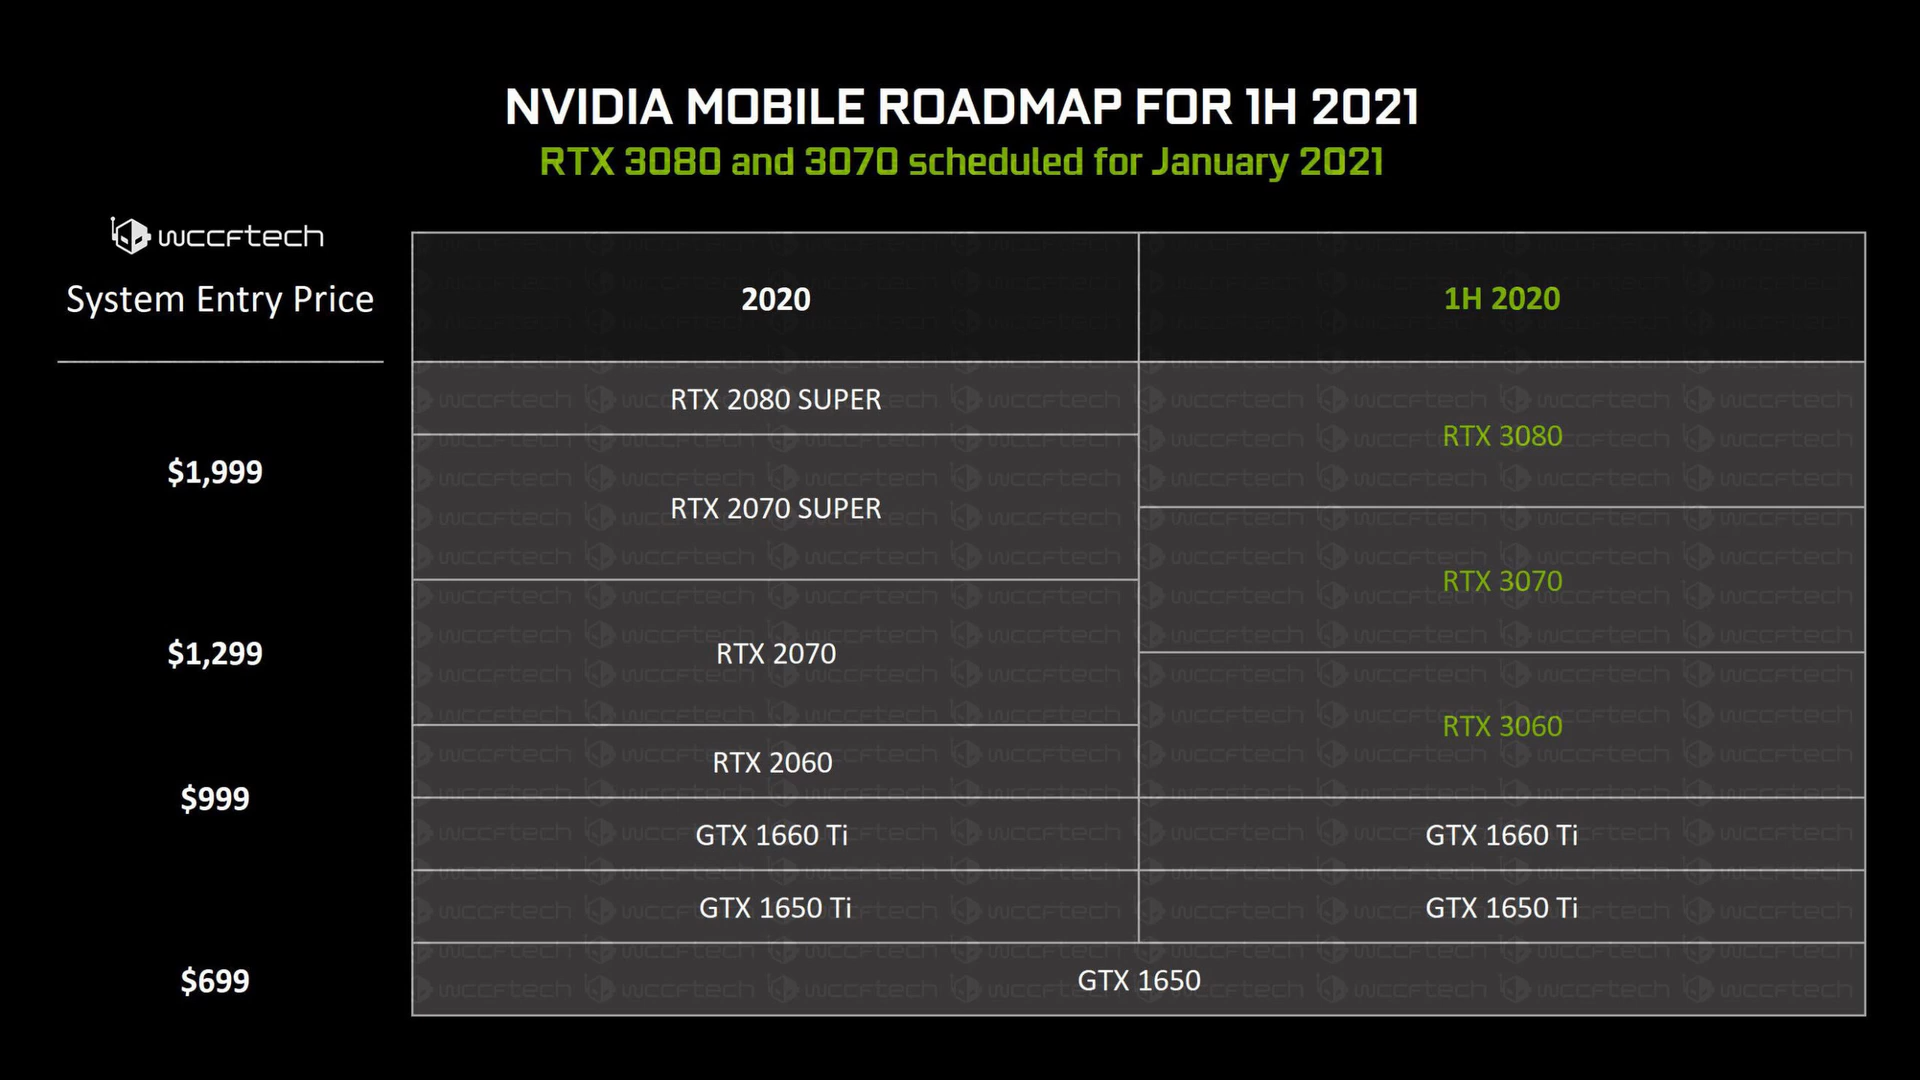 NVIDIA MOBILE ROADMAP FOR 1H 2021
RTX 3080 and 3070 scheduled for January 2021
wccftech
System Entry Price
2020
1H 2020
RTX 2080 SUPER
RTX 3080
$1,999
RTX 2070 SUPER
RTX 3070
$1,299
RTX 2070
RTX 3060
RTX 2060
$999
GTX 1660 Ti
GTX 1660 Ti
GTX 1650 Ti
GTX 1650 Ti
$699
GTX 1650